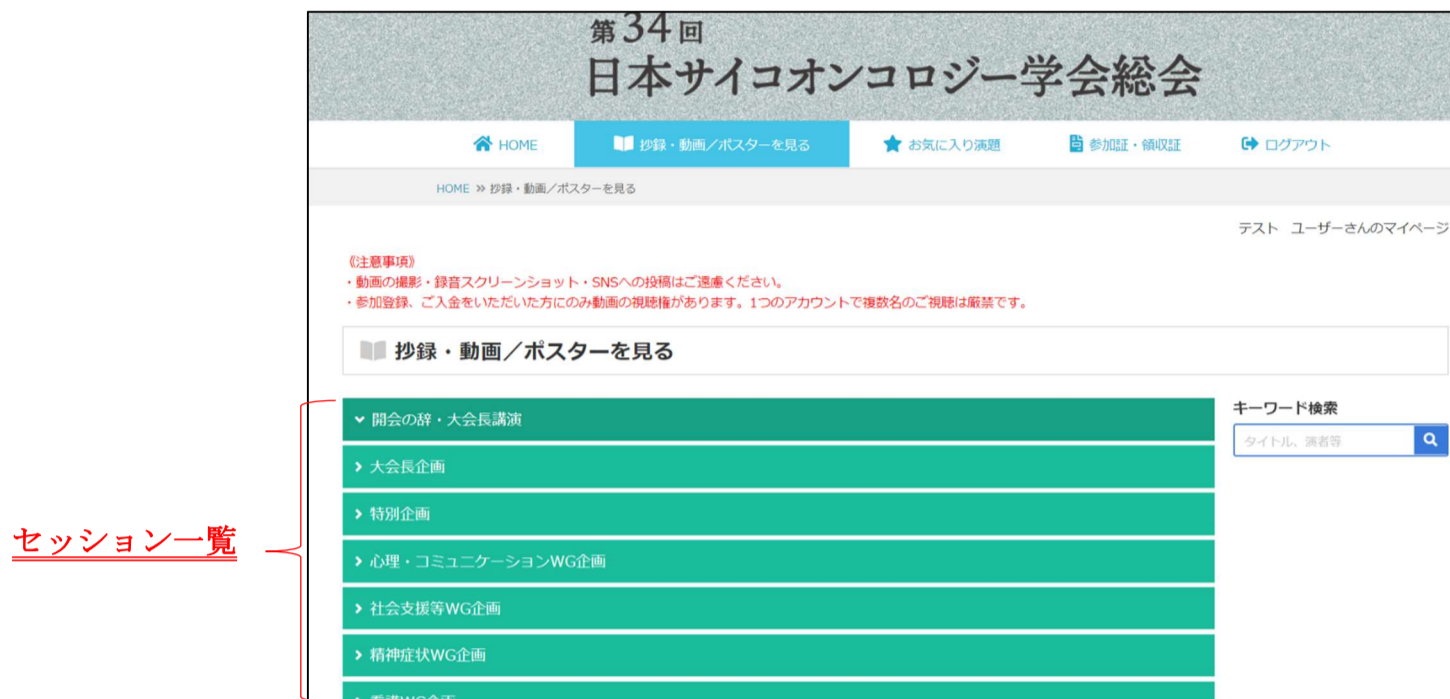 第34回
日本サイコオンコロジー学会総会
HOME
抄録・動画／ポスターを見る
お気に入り演題
参加証・領収証
ログアウト
HOME » 抄録・動画／ポスターを見る
テスト ユーザーさんのマイページ
《注意事項》
・動画の撮影・録音スクリーンショット・SNSへの投稿はご遠慮ください。
・参加登録、ご入金をいただいた方にのみ動画の視聴権があります。1つのアカウントで複数名のご視聴は厳禁です。
抄録・動画／ポスターを見る
セッション一覧
開会の辞・大会長講演
大会長企画
特別企画
心理・コミュニケーションWG企画
社会支援等WG企画
精神症状WG企画
看護WG企画
キーワード検索
タイトル、演者等